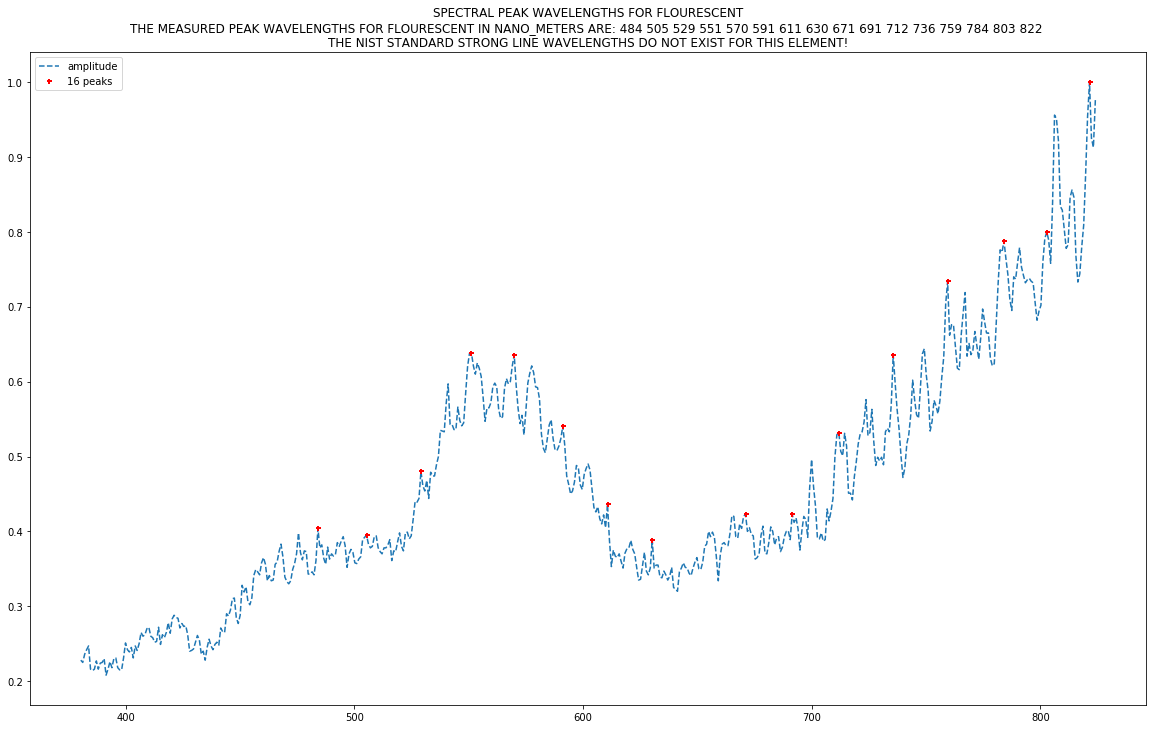 SPECTRAL PEAK WAVELENGTHS FOR FLOURESCENT
THE MEASURED PEAK WAVELENGTHS FOR FLOURESCENT IN NANO_METERS ARE: 484 505 529 551 570 591 611 630 671 691 712 736 759 784 803 822
THE NIST STANDARD STRONG LINE WAVELENGTHS DO NOT EXIST FOR THIS ELEMENT!
amplitude
16 peaks
1.0
0.9
0.8
0.7
0.6
0.5
0.4
0.3
0.2
400 500 600 700 800